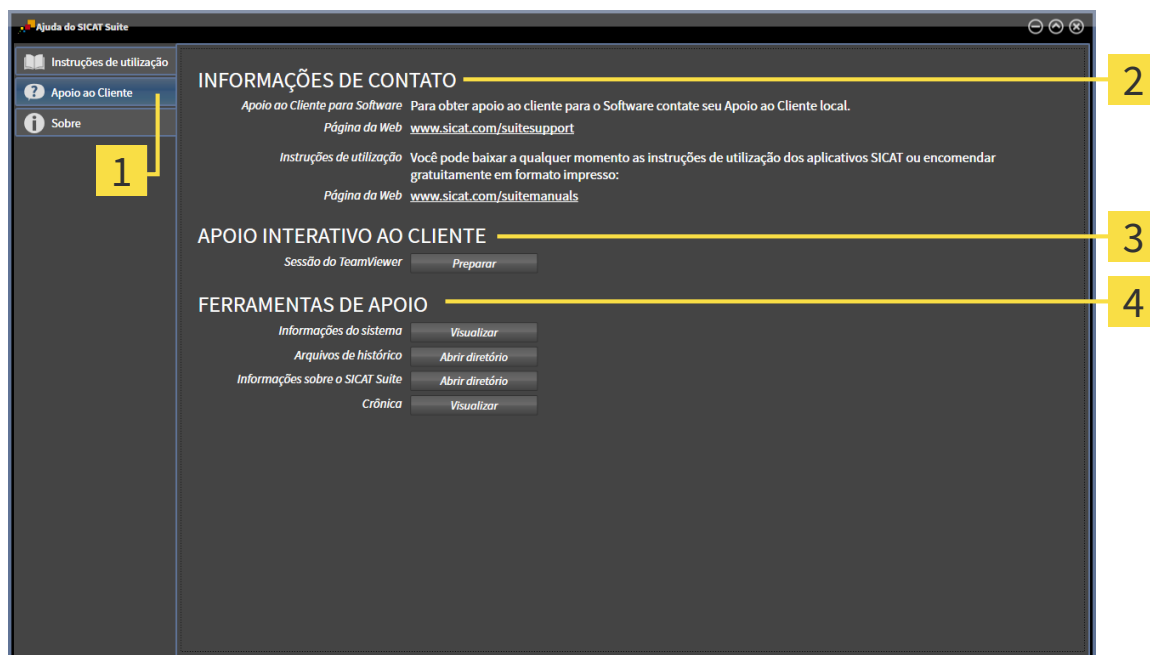 Ajuda do SICAT Suite
Instruções de utilização
Apoio ao Cliente
Sobre
1
INFORMAÇÕES DE CONTATO
2
Apoio ao Cliente para Software Para obter apoio ao cliente para o Software contate seu Apoio ao Cliente local.
Página da Web www.sicat.com/suitesupport
Instruções de utilização Você pode baixar a qualquer momento as instruções de utilização dos aplicativos SICAT ou encomendar
gratuitamente em formato impresso:
Página da Web www.sicat.com/suitemanuals
APOIO INTERATIVO AO CLIENTE
3
Sessão do TeamViewer Preparar
FERRAMENTAS DE APOIO
4
Informações do sistema Visualizar
Arquivos de histórico Abrir diretório
Informações sobre o SICAT Suite Abrir diretório
Crônica Visualizar